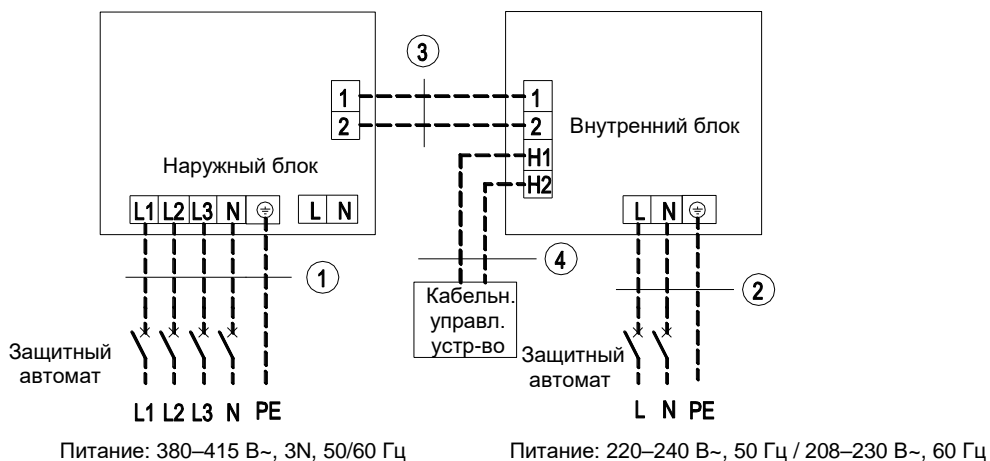 3
1
2
1
2
H1
H2
Внутренний блок
Наружный блок
L1 L2 L3 N
L N
L N
1
4
2
Кабельн.
управл.
устр-во
Защитный
автомат
Защитный
автомат
L1 L2 L3 N PE
L N PE
Питание: 380–415 В~, 3N, 50/60 Гц
Питание: 220–240 В~, 50 Гц / 208–230 В~, 60 Гц